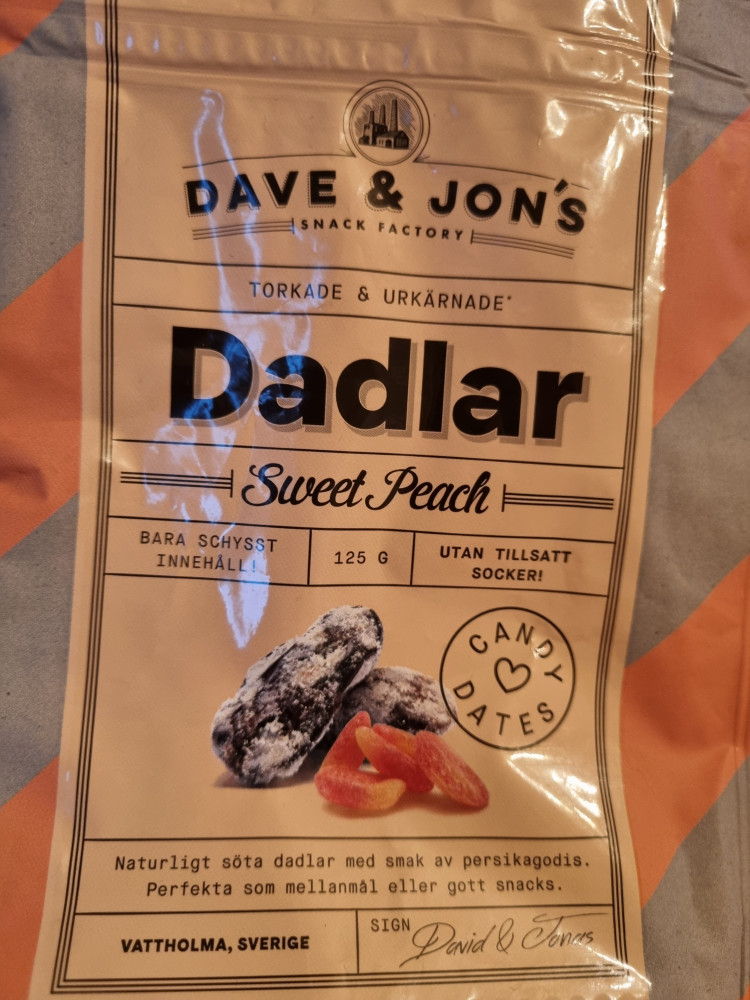 DAVE & JON'S
SNACK FACTORY
TORKADE & URKÄRNADE*
Dadlar
Sweet Peach
BARA SCHYSST
INNEHÅLL!
125 G
UTAN TILLSATT
SOCKER!
CANDY
DATES
Naturligt söta dadlar med smak av persikagodis.
Perfekta som mellanmål eller gott snacks.
VATTHOLMA, SVERIGE
SIGN David & Jonas